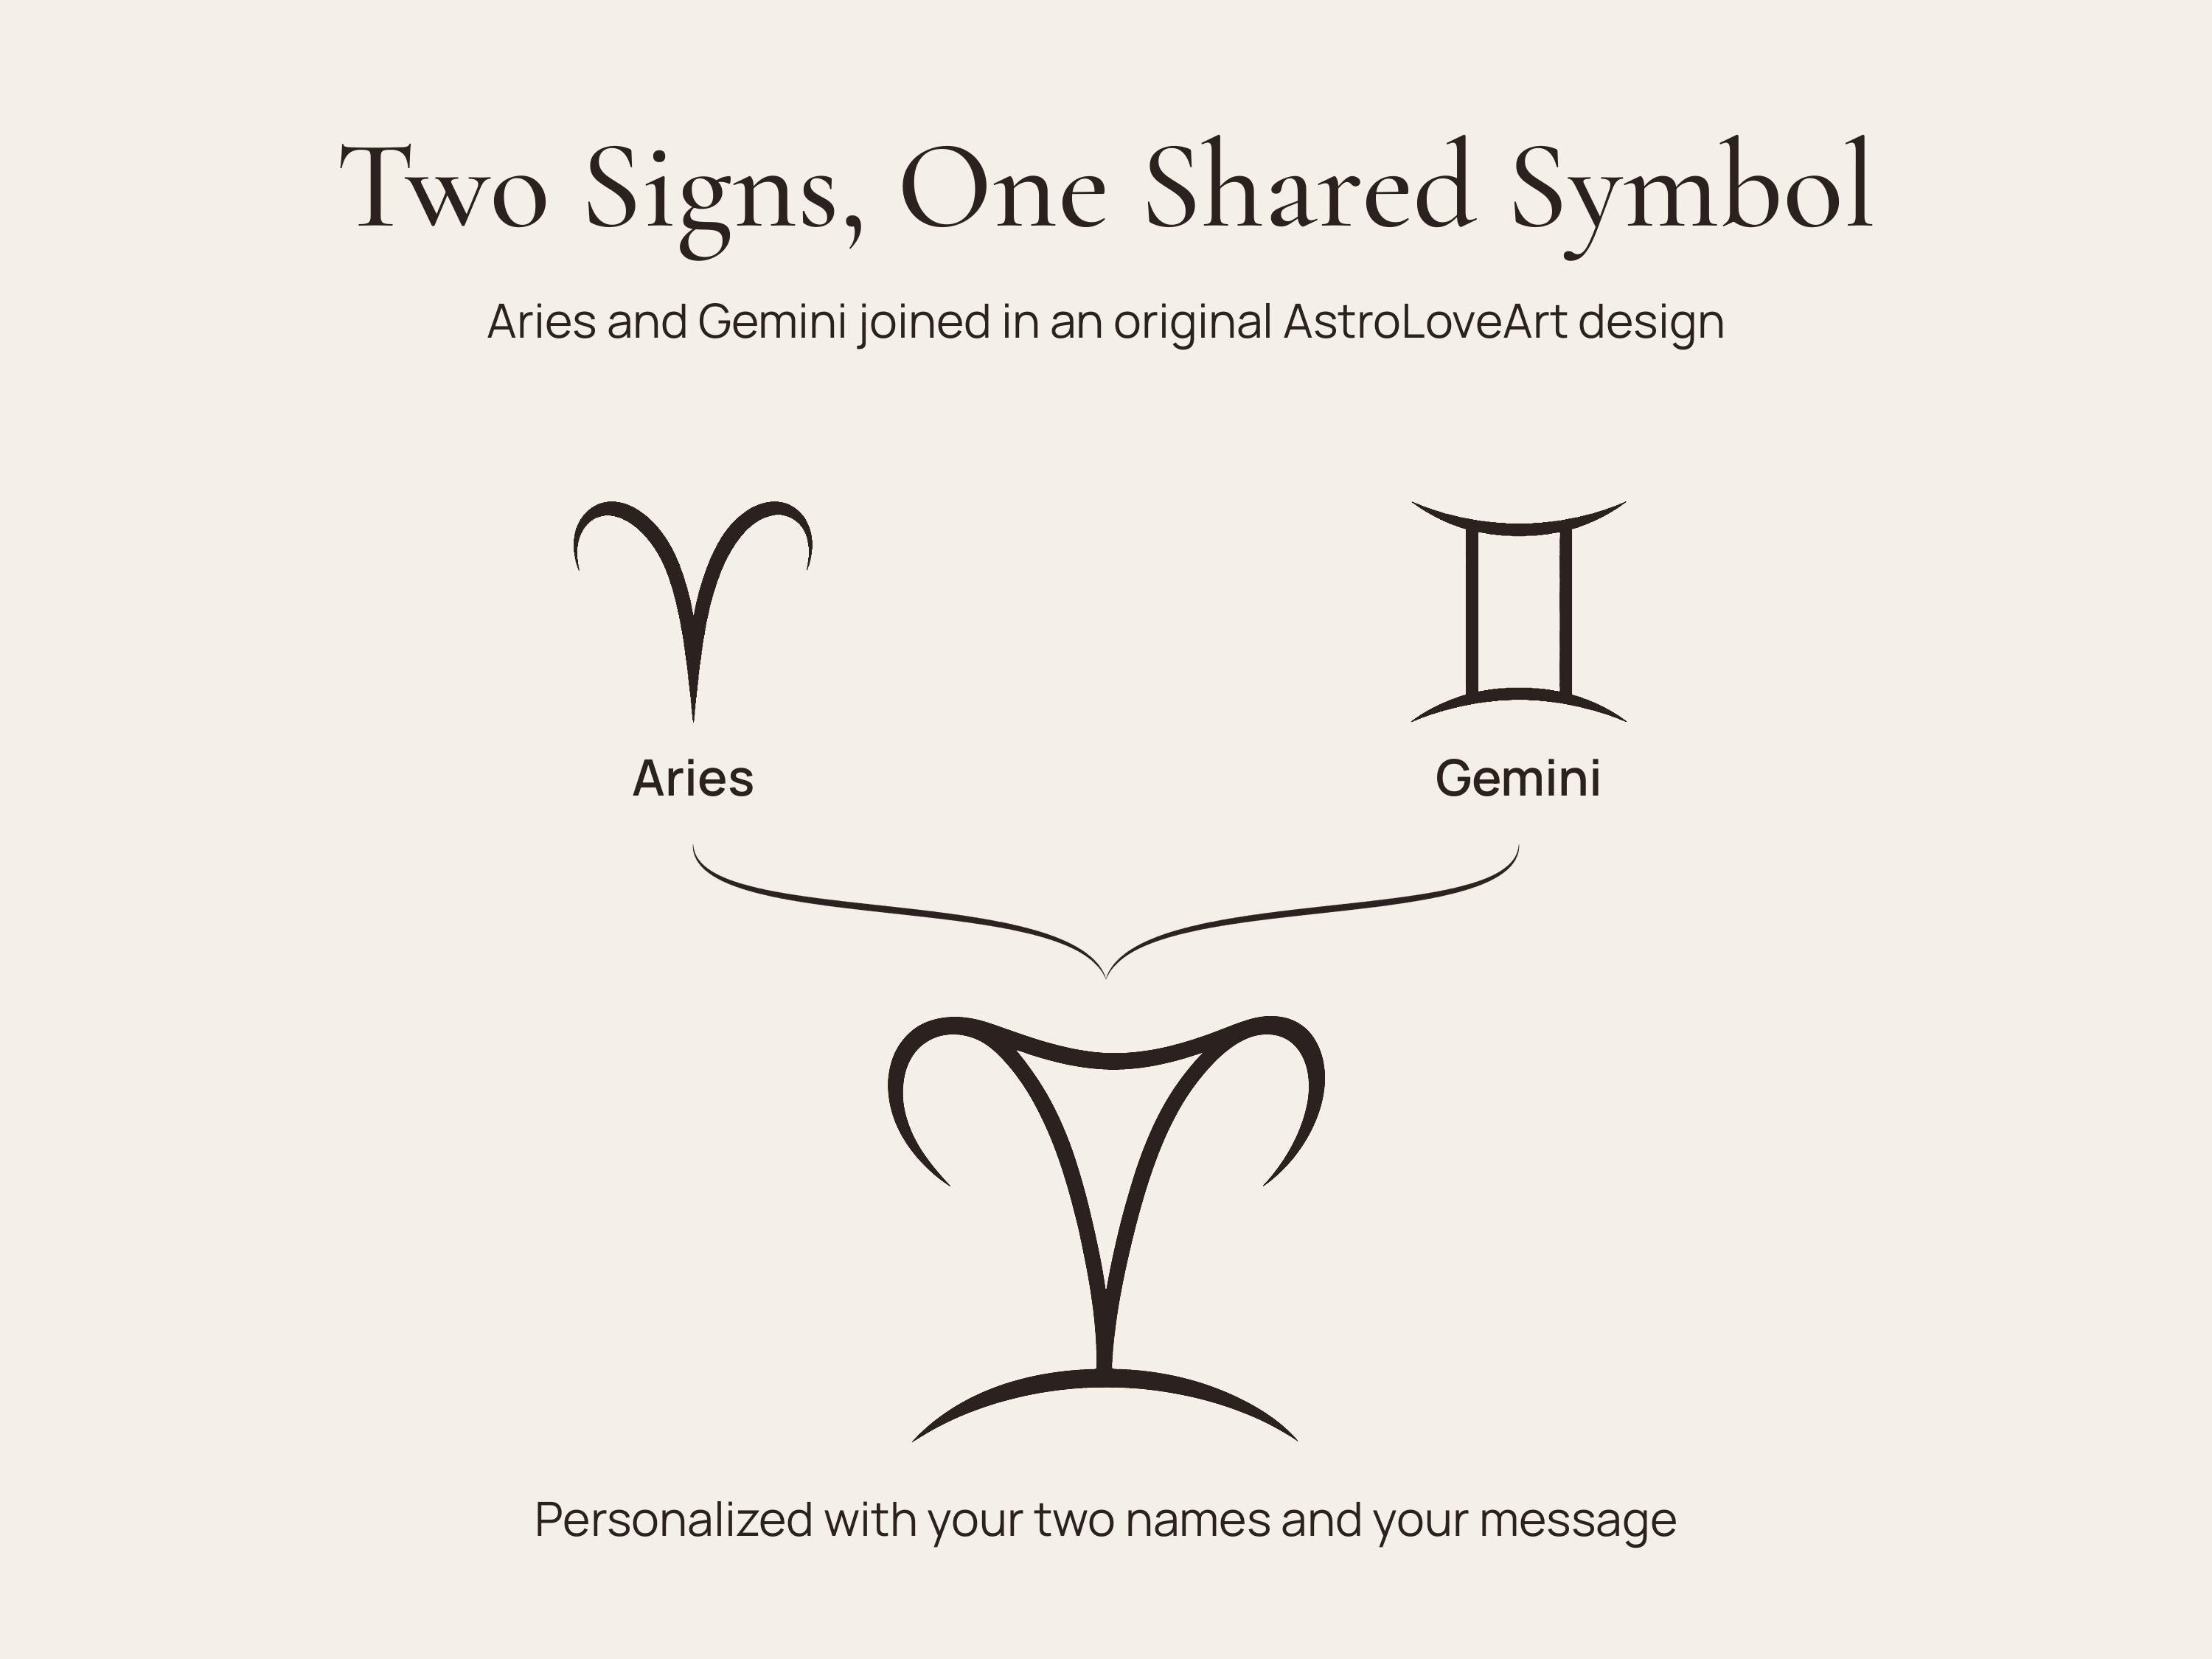 Two Signs, One Shared Symbol
Aries and Gemini joined in an original AstroLoveArt design
Aries
Gemini
Personalized with your two names and your message